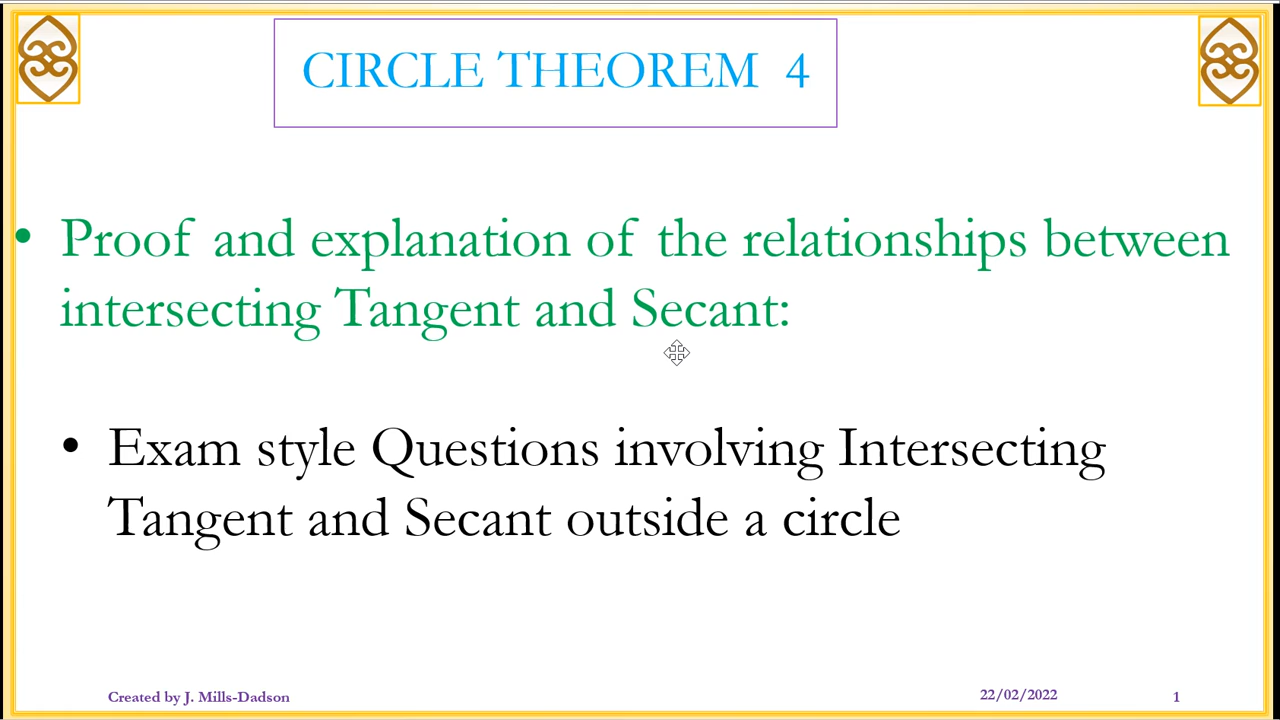 CIRCLE THEOREM 4
• Proof and explanation of the relationships between
intersecting Tangent and Secant:
• Exam style Questions involving Intersecting
Tangent and Secant outside a circle
Created by J. Mills-Dadson
22/02/2022
1